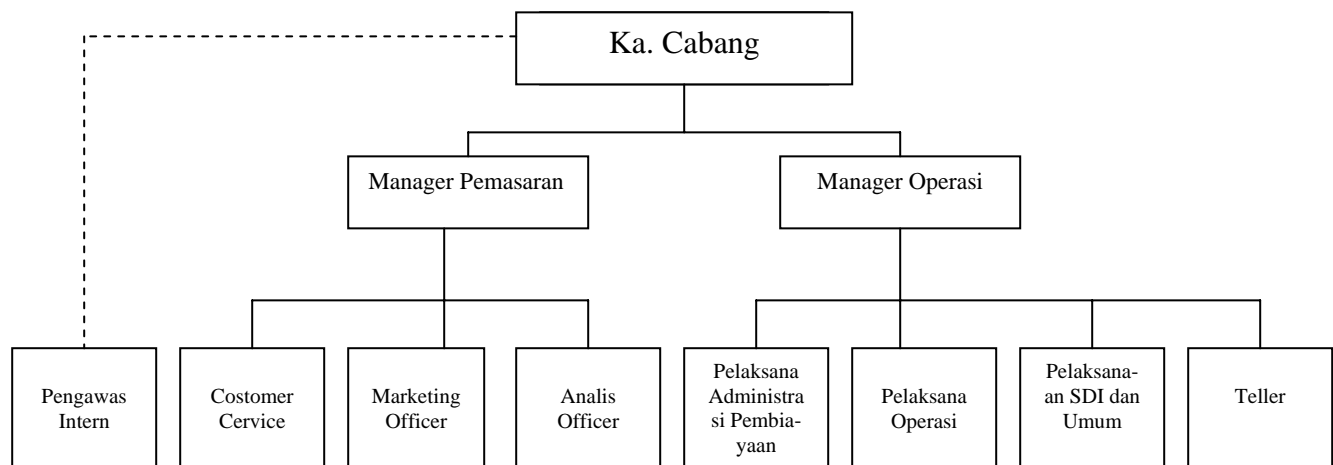 Ka. Cabang
Manager Pemasaran
Manager Operasi
Pengawas
Intern
Costomer
Cervice
Marketing
Officer
Analis
Officer
Pelaksana
Administra
si Pembia-
yaan
Pelaksana
Operasi
Pelaksana-
an SDI dan
Umum
Teller